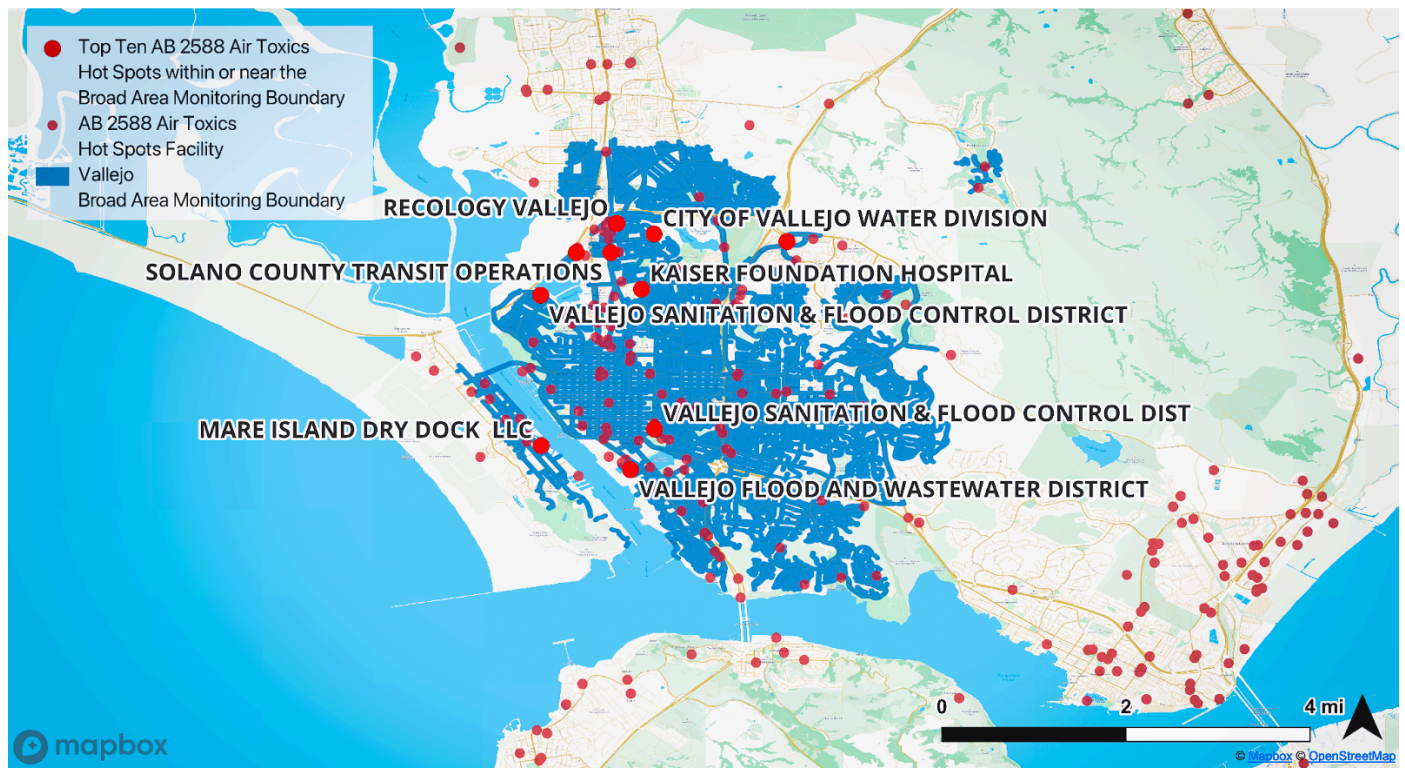 Top Ten AB 2588 Air Toxics
Hot Spots within or near the
Broad Area Monitoring Boundary
AB 2588 Air Toxics
Hot Spots Facility
Vallejo
Broad Area Monitoring Boundary
RECOLOGY VALLEJO
CITY OF VALLEJO WATER DIVISION
SOLANO COUNTY TRANSIT OPERATIONS
KAISER FOUNDATION HOSPITAL
VALLEJO SANITATION & FLOOD CONTROL DISTRICT
VALLEJO SANITATION & FLOOD CONTROL DIST
MARE ISLAND DRY DOCK LLC
VALLEJO FLOOD AND WASTEWATER DISTRICT
0 2 4 mi
mapbox
© Mapbox © OpenStreetMap